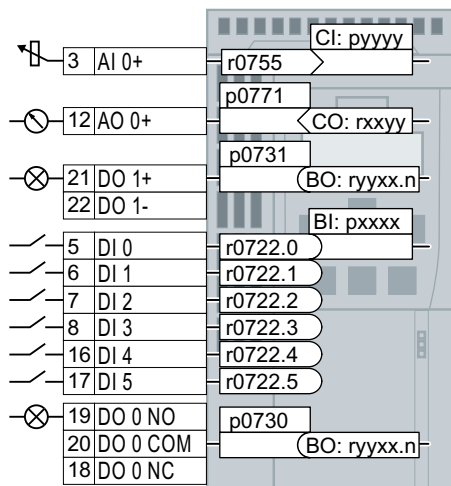 CI: pyyyy
3 AI 0+ r0755
p0771
12 AO 0+ CO: rxxyy
p0731
21 DO 1+ BO: ryyxx.n
22 DO 1-
BI: pxxxx
5 DI 0 r0722.0
6 DI 1 r0722.1
7 DI 2 r0722.2
8 DI 3 r0722.3
16 DI 4 r0722.4
17 DI 5 r0722.5
19 DO 0 NO p0730
20 DO 0 COM BO: ryyxx.n
18 DO 0 NC